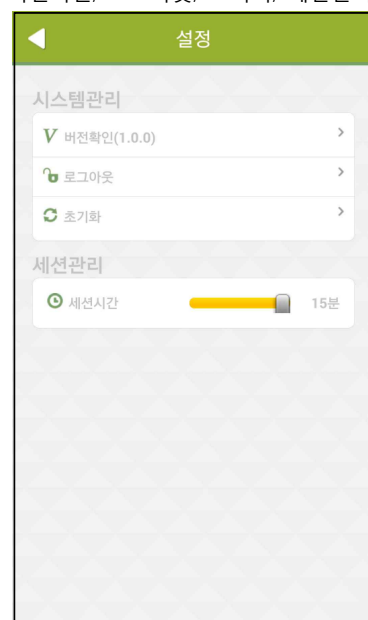 설정
시스템관리
V 버전확인(1.0.0)
로그아웃
초기화
세션관리
세션시간 15분